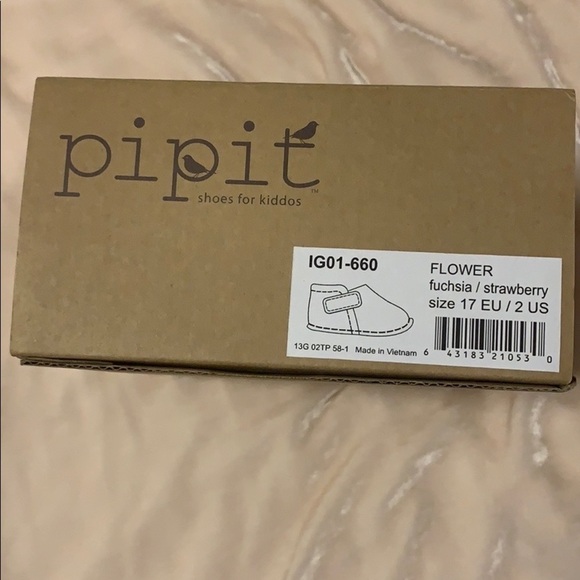 pipit™
shoes for kiddos
IG01-660
FLOWER
fuchsia / strawberry
size 17 EU / 2 US
13G 02TP 58-1 Made in Vietnam
6 43183 21053 0